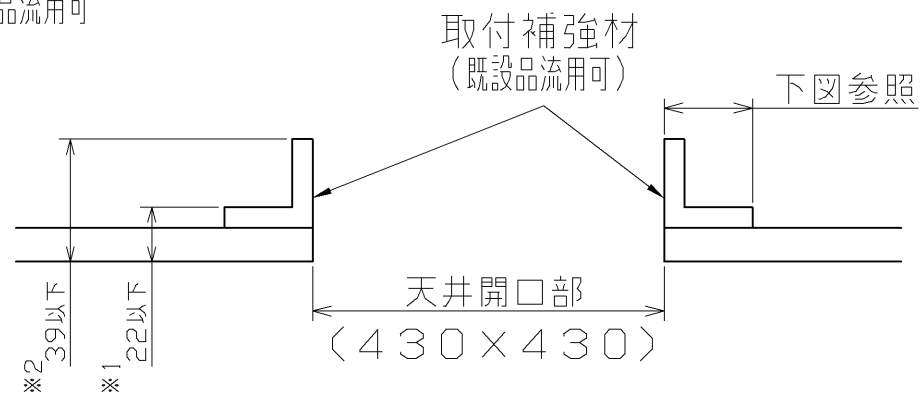 品流用可
取付補強材
（既設品流用可）
下図参照
天井開口部
（４３０×４３０）
※2 39以下
※1 22以下